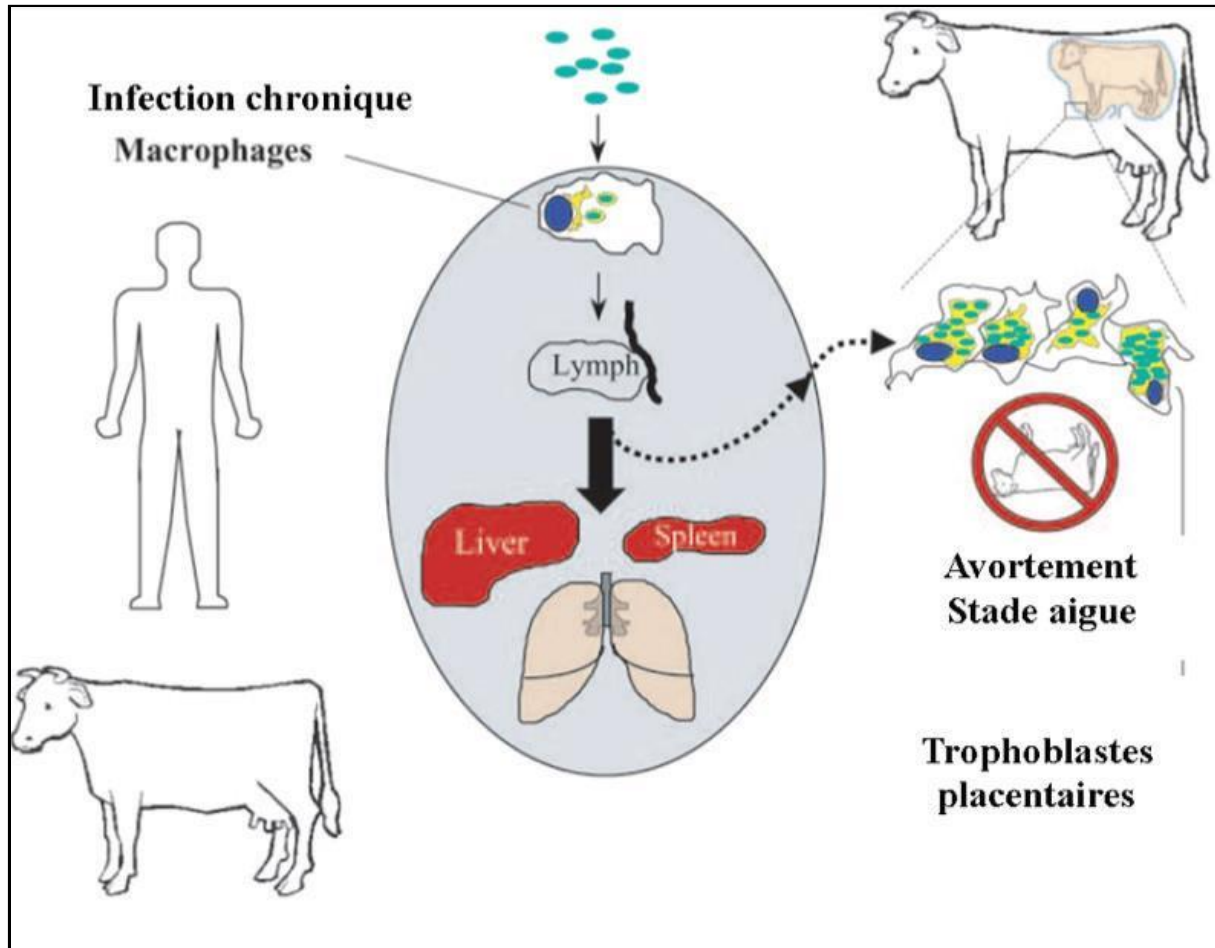 Infection chronique
Macrophages
Lymph
Liver
Spleen
Avortement
Stade aigue
Trophoblastes
placentaires